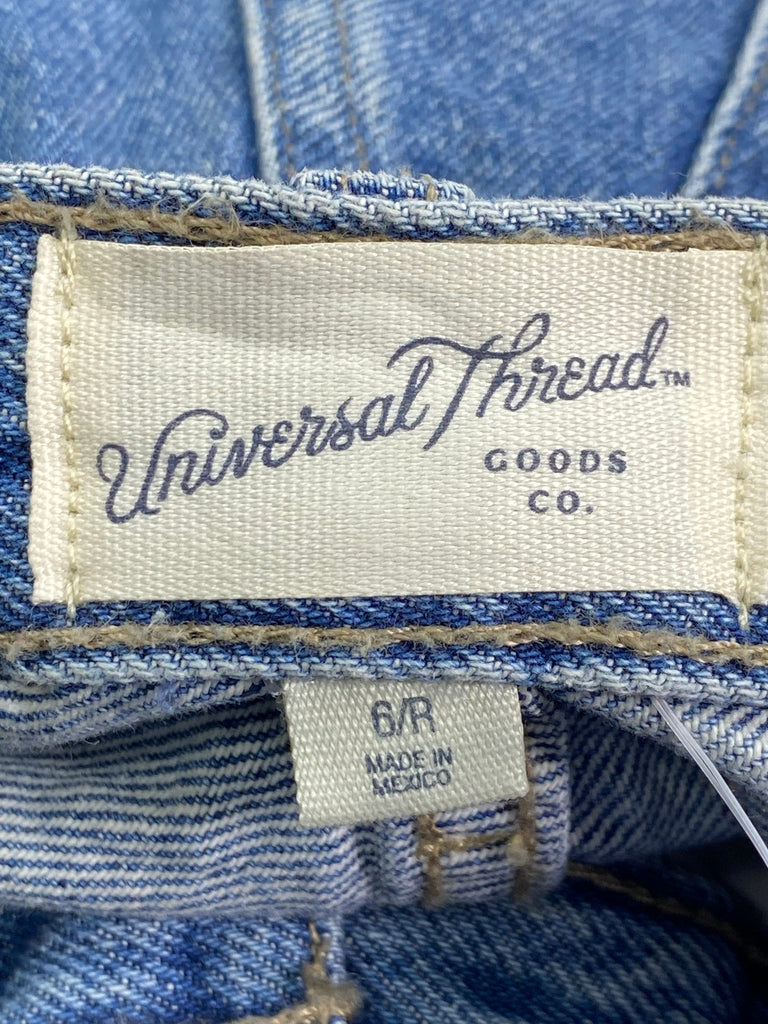 Universal Thread™
GOODS
CO.
6/R
MADE IN
MEXICO